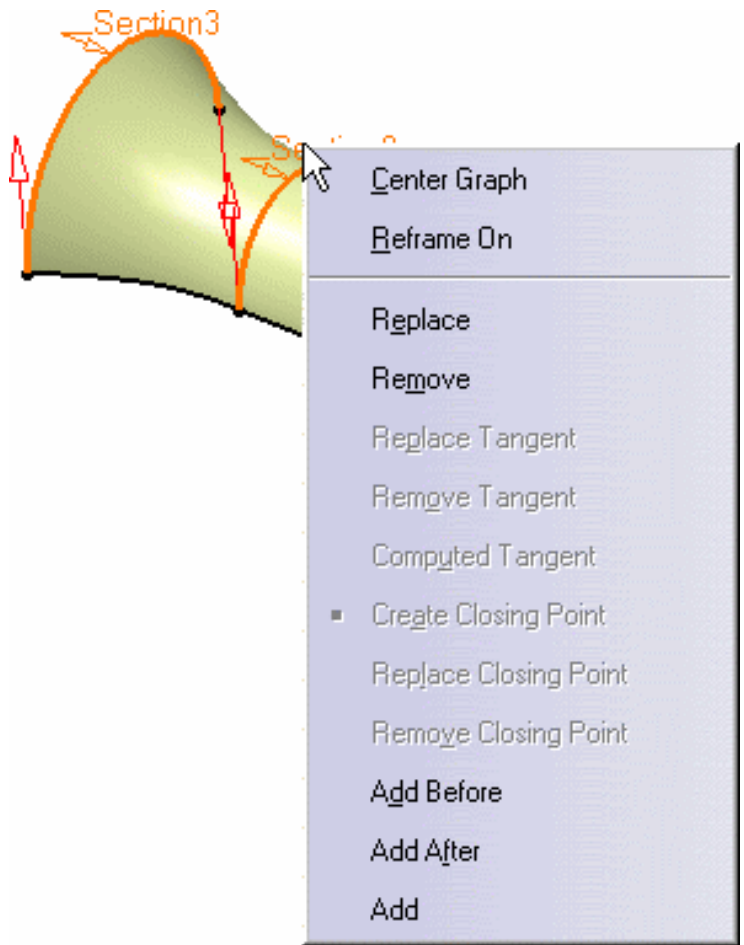 Section3
Center Graph
Reframe On
Replace
Remove
Replace Tangent
Remove Tangent
Computed Tangent
Create Closing Point
Replace Closing Point
Remove Closing Point
Add Before
Add After
Add